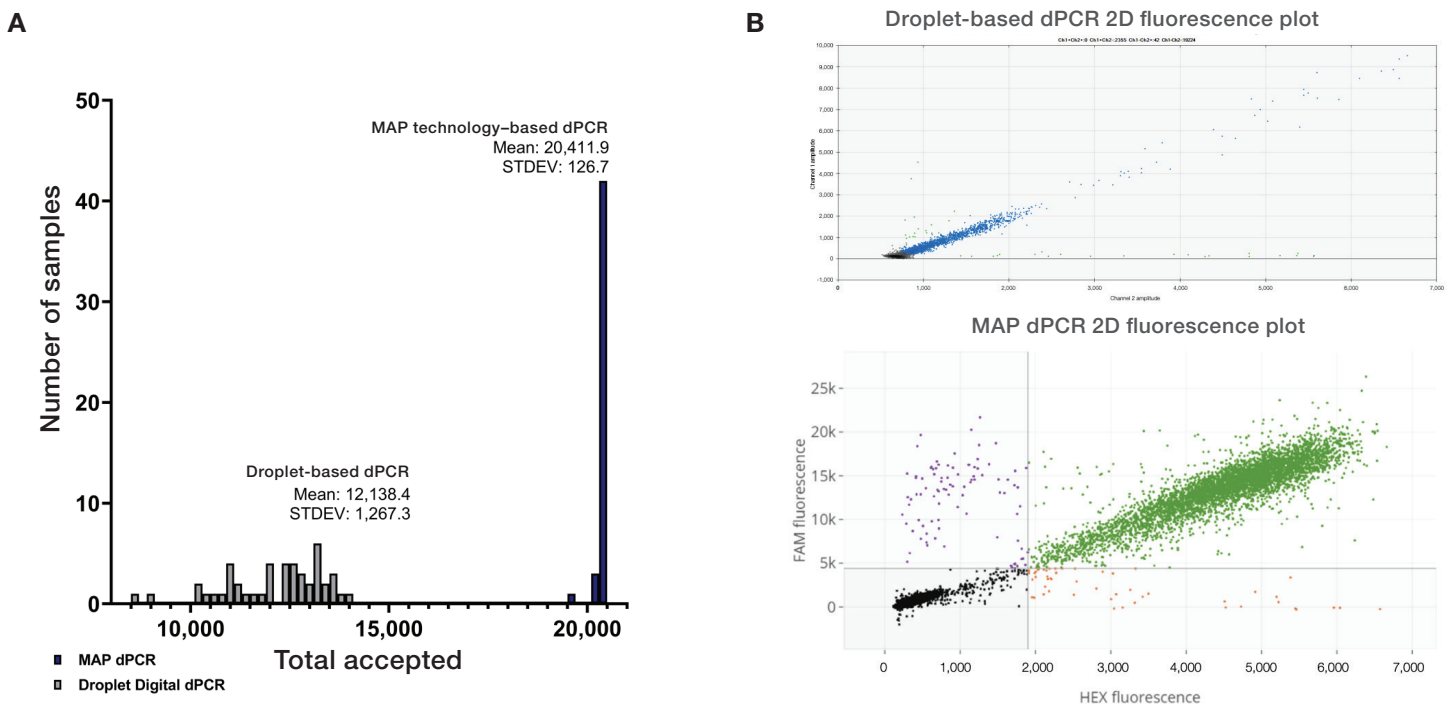 A
50
40
30
20
10
0
Number of samples
MAP technology–based dPCR
Mean: 20,411.9
STDEV: 126.7
Droplet-based dPCR
Mean: 12,138.4
STDEV: 1,267.3
10,000 15,000 20,000
Total accepted
MAP dPCR
Droplet Digital dPCR
B
Droplet-based dPCR 2D fluorescence plot
10,000
9,000
8,000
7,000
6,000
5,000
4,000
3,000
2,000
1,000
0
-1,000
Channel 1 amplitude
0 1,000 2,000 3,000 4,000 5,000 6,000 7,000
Channel 2 amplitude
MAP dPCR 2D fluorescence plot
25k
20k
15k
10k
5k
0
FAM fluorescence
0 1,000 2,000 3,000 4,000 5,000 6,000 7,000
HEX fluorescence